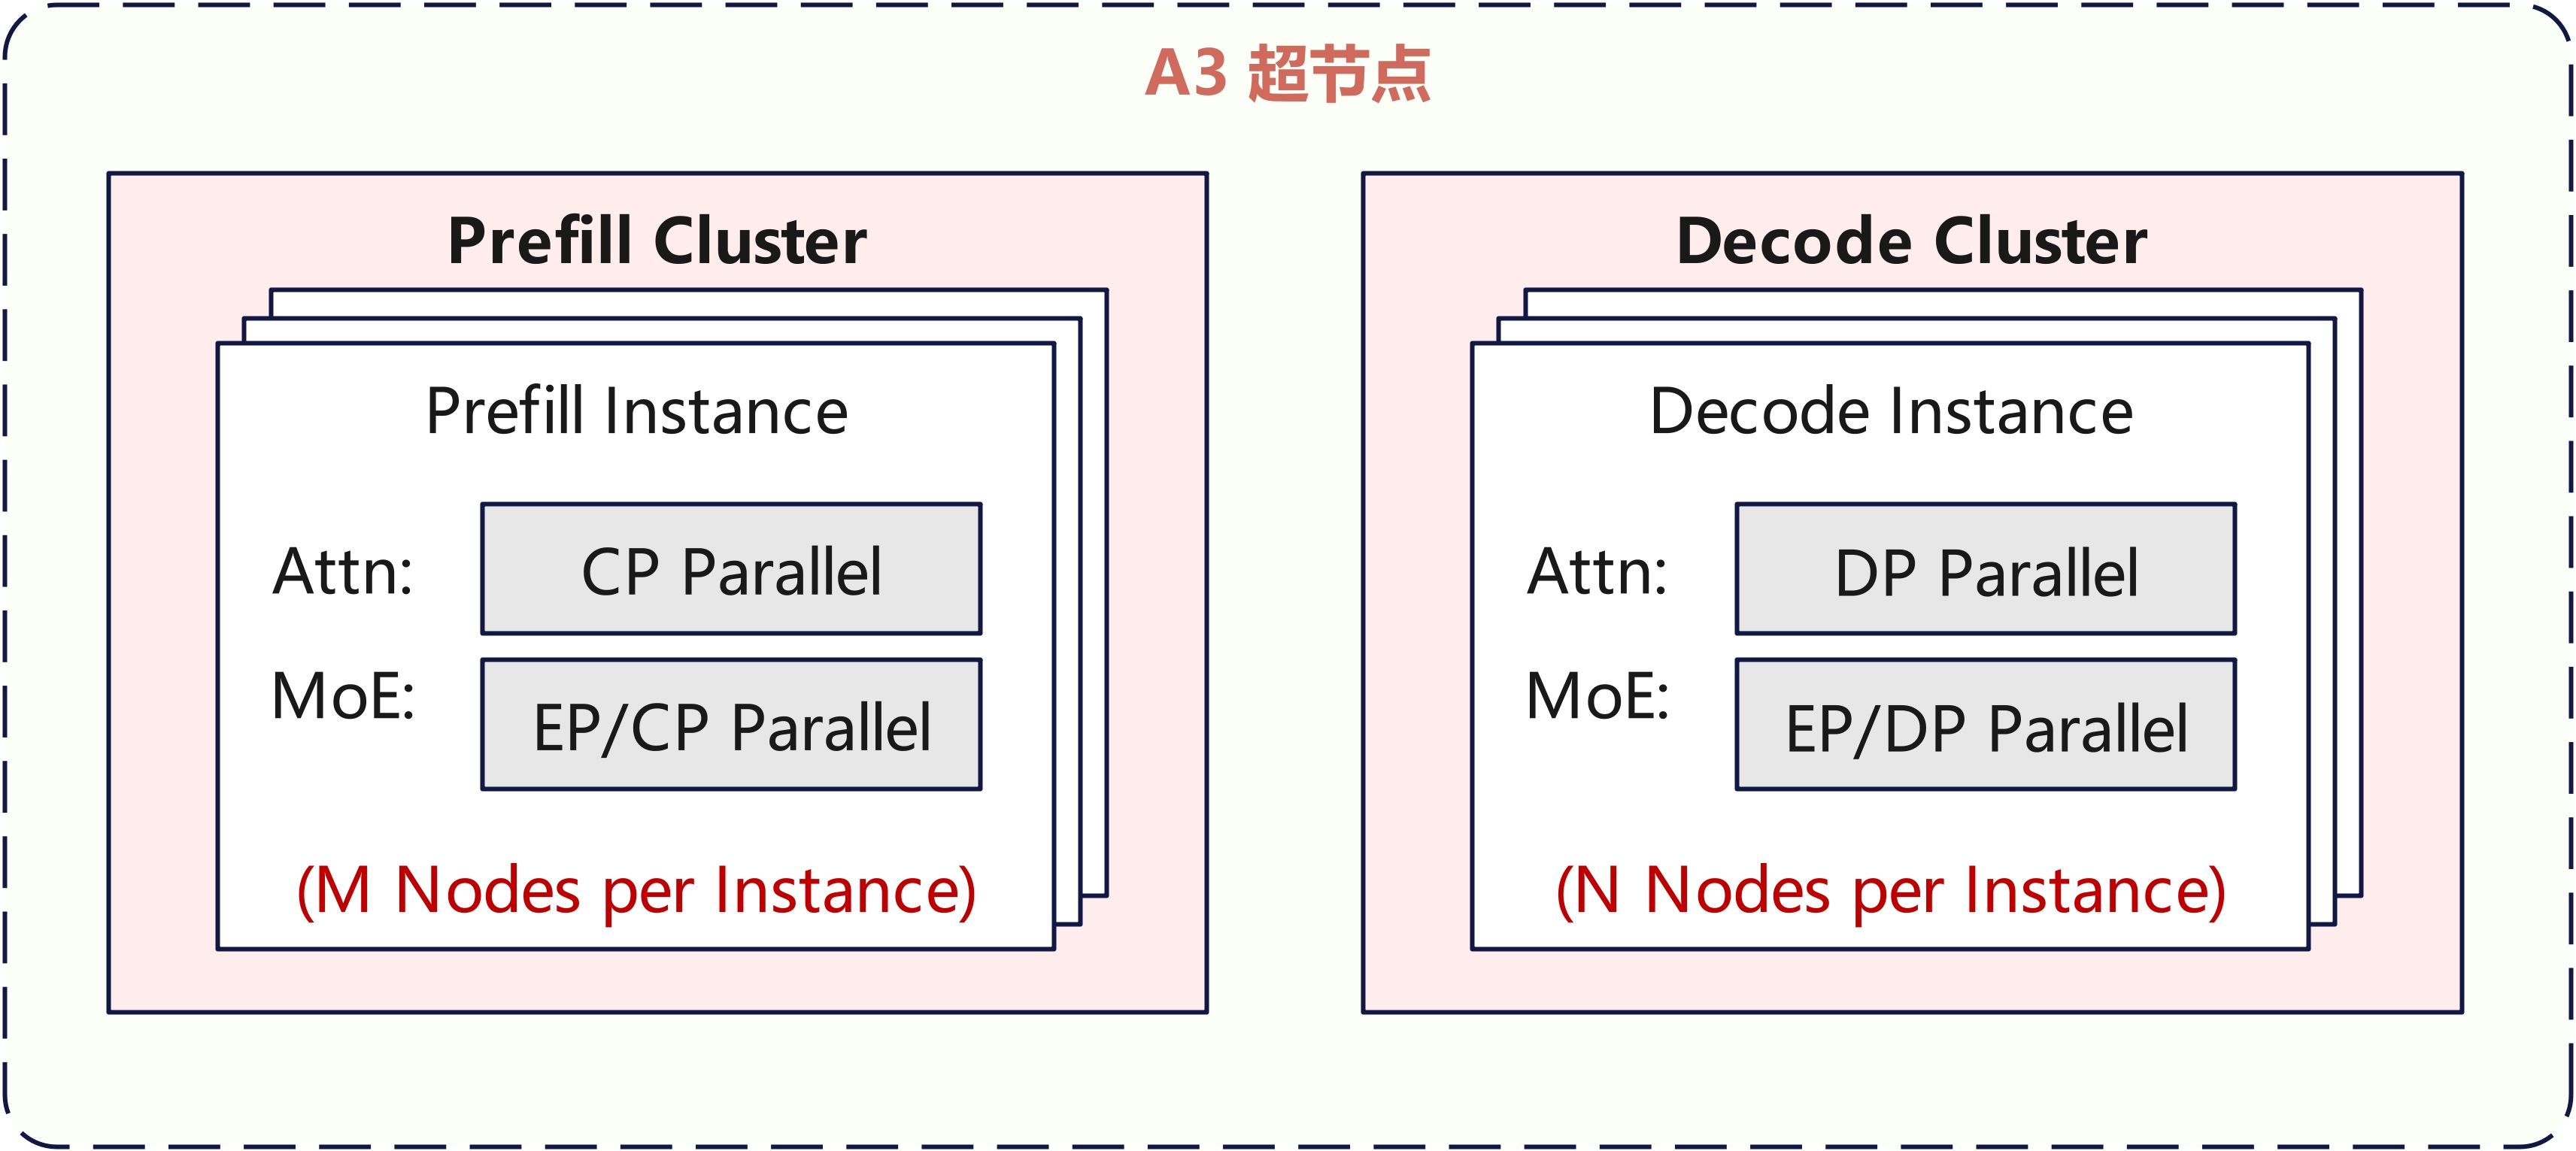 A3 超节点
Prefill Cluster
Prefill Instance
Attn:
CP Parallel
MoE:
EP/CP Parallel
(M Nodes per Instance)
Decode Cluster
Decode Instance
Attn:
DP Parallel
MoE:
EP/DP Parallel
(N Nodes per Instance)